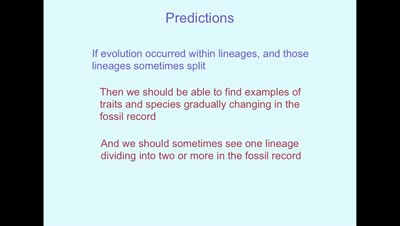 Predictions
If evolution occurred within lineages, and those
lineages sometimes split
Then we should be able to find examples of
traits and species gradually changing in the
fossil record
And we should sometimes see one lineage
dividing into two or more in the fossil record